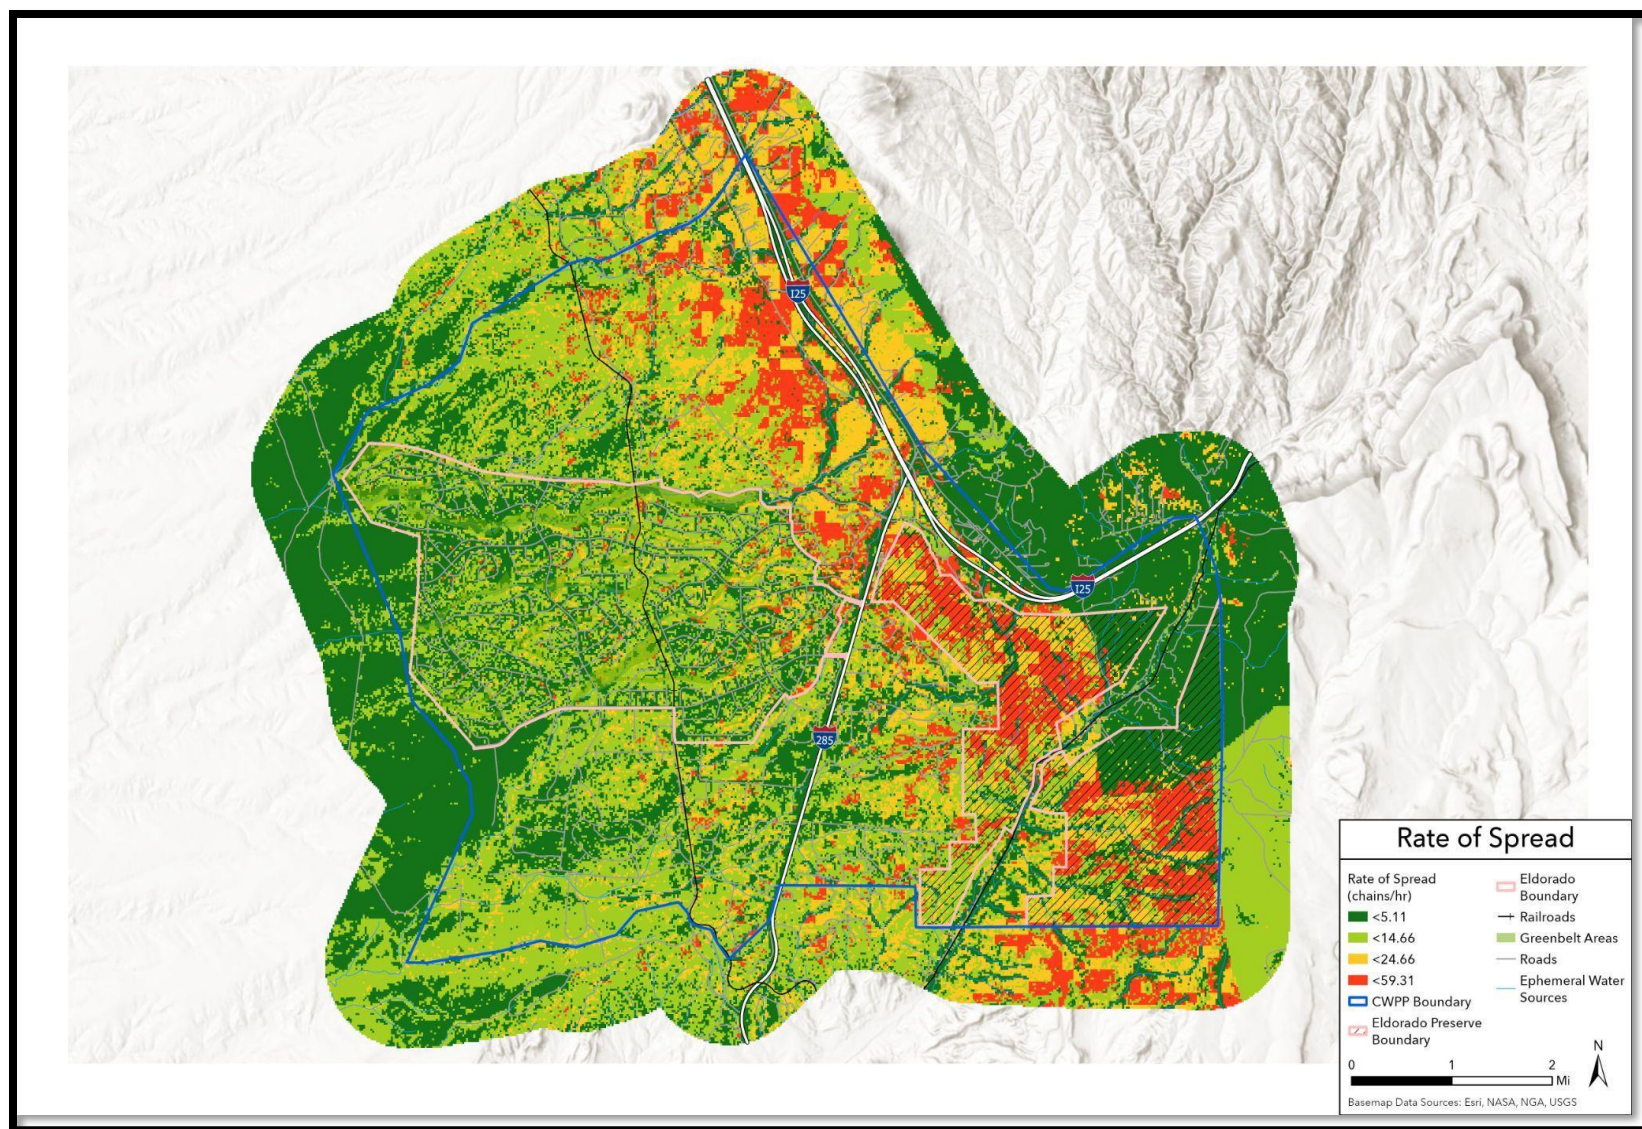 I25
I25
285
Rate of Spread
Rate of Spread
(chains/hr)
<5.11
<14.66
<24.66
<59.31
CWPP Boundary
Eldorado Preserve
Boundary
Eldorado
Boundary
Railroads
Greenbelt Areas
Roads
Ephemeral Water
Sources
N
0 1 2
Mi
Basemap Data Sources: Esri, NASA, NGA, USGS